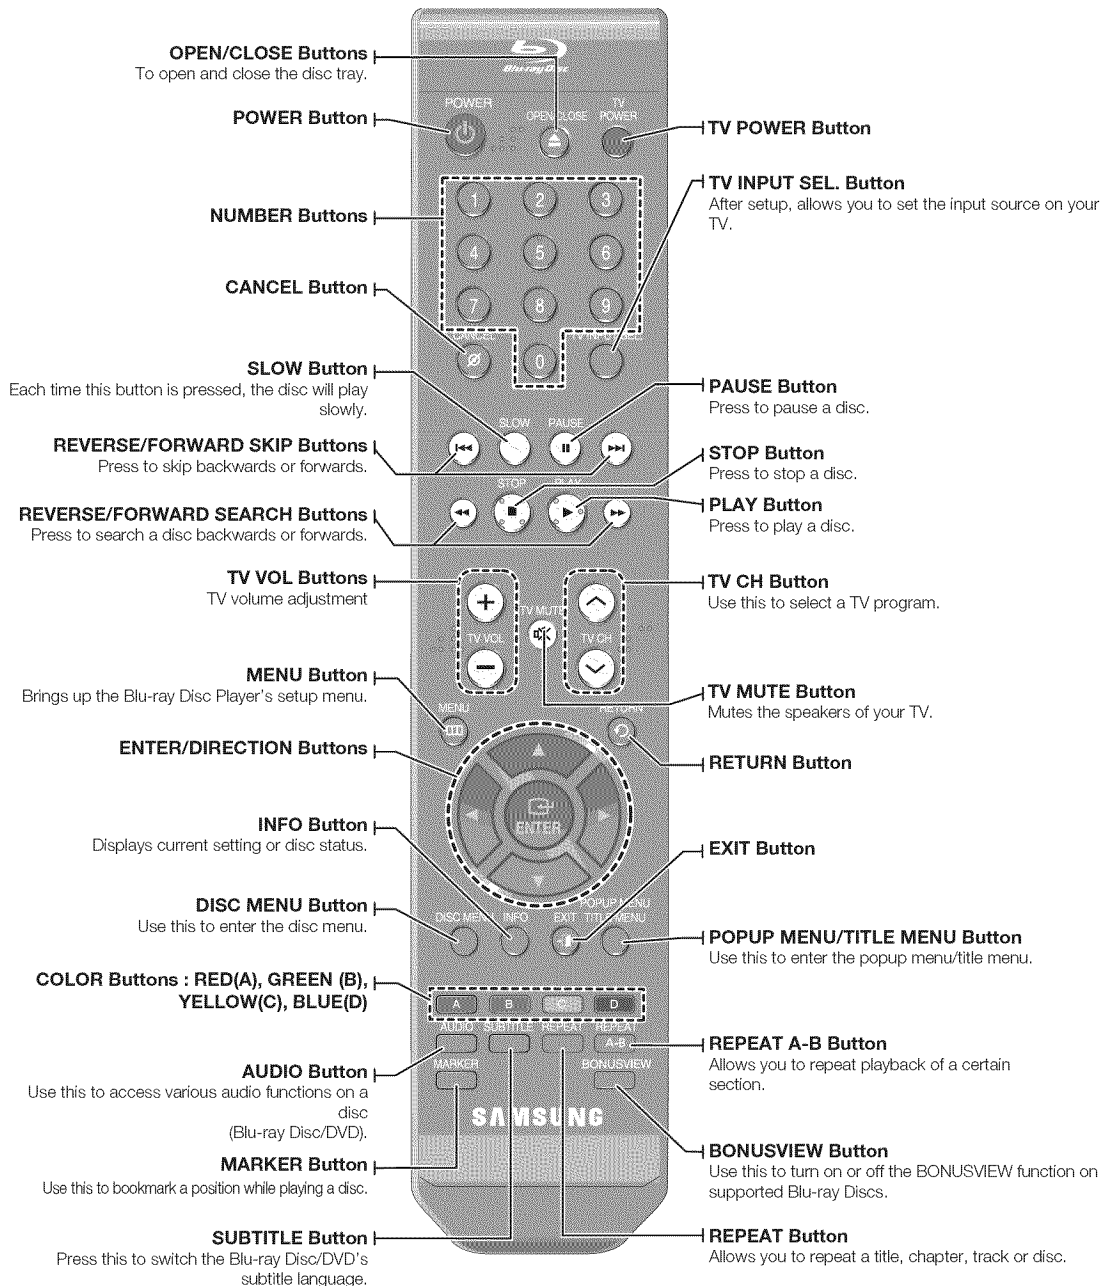 OPEN/CLOSE Buttons
To open and close the disc tray.
POWER Button
NUMBER Buttons
CANCEL Button
SLOW Button
Each time this button is pressed, the disc will play
slowly.
REVERSE/FORWARD SKIP Buttons
Press to skip backwards or forwards.
REVERSE/FORWARD SEARCH Buttons
Press to search a disc backwards or forwards.
TV VOL Buttons
TV volume adjustment
MENU Button
Brings up the Blu-ray Disc Player's setup menu.
ENTER/DIRECTION Buttons
INFO Button
Displays current setting or disc status.
DISC MENU Button
Use this to enter the disc menu.
COLOR Buttons : RED(A), GREEN (B),
YELLOW(C), BLUE(D)
AUDIO Button
Use this to access various audio functions on a
disc
(Blu-ray Disc/DVD).
MARKER Button
Use this to bookmark a position while playing a disc.
SUBTITLE Button
Press this to switch the Blu-ray Disc/DVD's
subtitle language.
Blu-ray Disc
POWER
OPEN/CLOSE
TV
POWER
1 2 3
4 5 6
7 8 9
CANCEL
0
TV INPUT SEL.
SLOW
PAUSE
STOP
PLAY
TV VOL
TV MUTE
TV CH
MENU
RETURN
ENTER
DISC MENU
INFO
EXIT
POPUP MENU
TITLE MENU
A B C D
AUDIO
SUBTITLE
REPEAT
REPEAT
A-B
MARKER
BONUSVIEW
SAMSUNG
TV POWER Button
TV INPUT SEL. Button
After setup, allows you to set the input source on your
TV.
PAUSE Button
Press to pause a disc.
STOP Button
Press to stop a disc.
PLAY Button
Press to play a disc.
TV CH Button
Use this to select a TV program.
TV MUTE Button
Mutes the speakers of your TV.
RETURN Button
EXIT Button
POPUP MENU/TITLE MENU Button
Use this to enter the popup menu/title menu.
REPEAT A-B Button
Allows you to repeat playback of a certain
section.
BONUSVIEW Button
Use this to turn on or off the BONUSVIEW function on
supported Blu-ray Discs.
REPEAT Button
Allows you to repeat a title, chapter, track or disc.